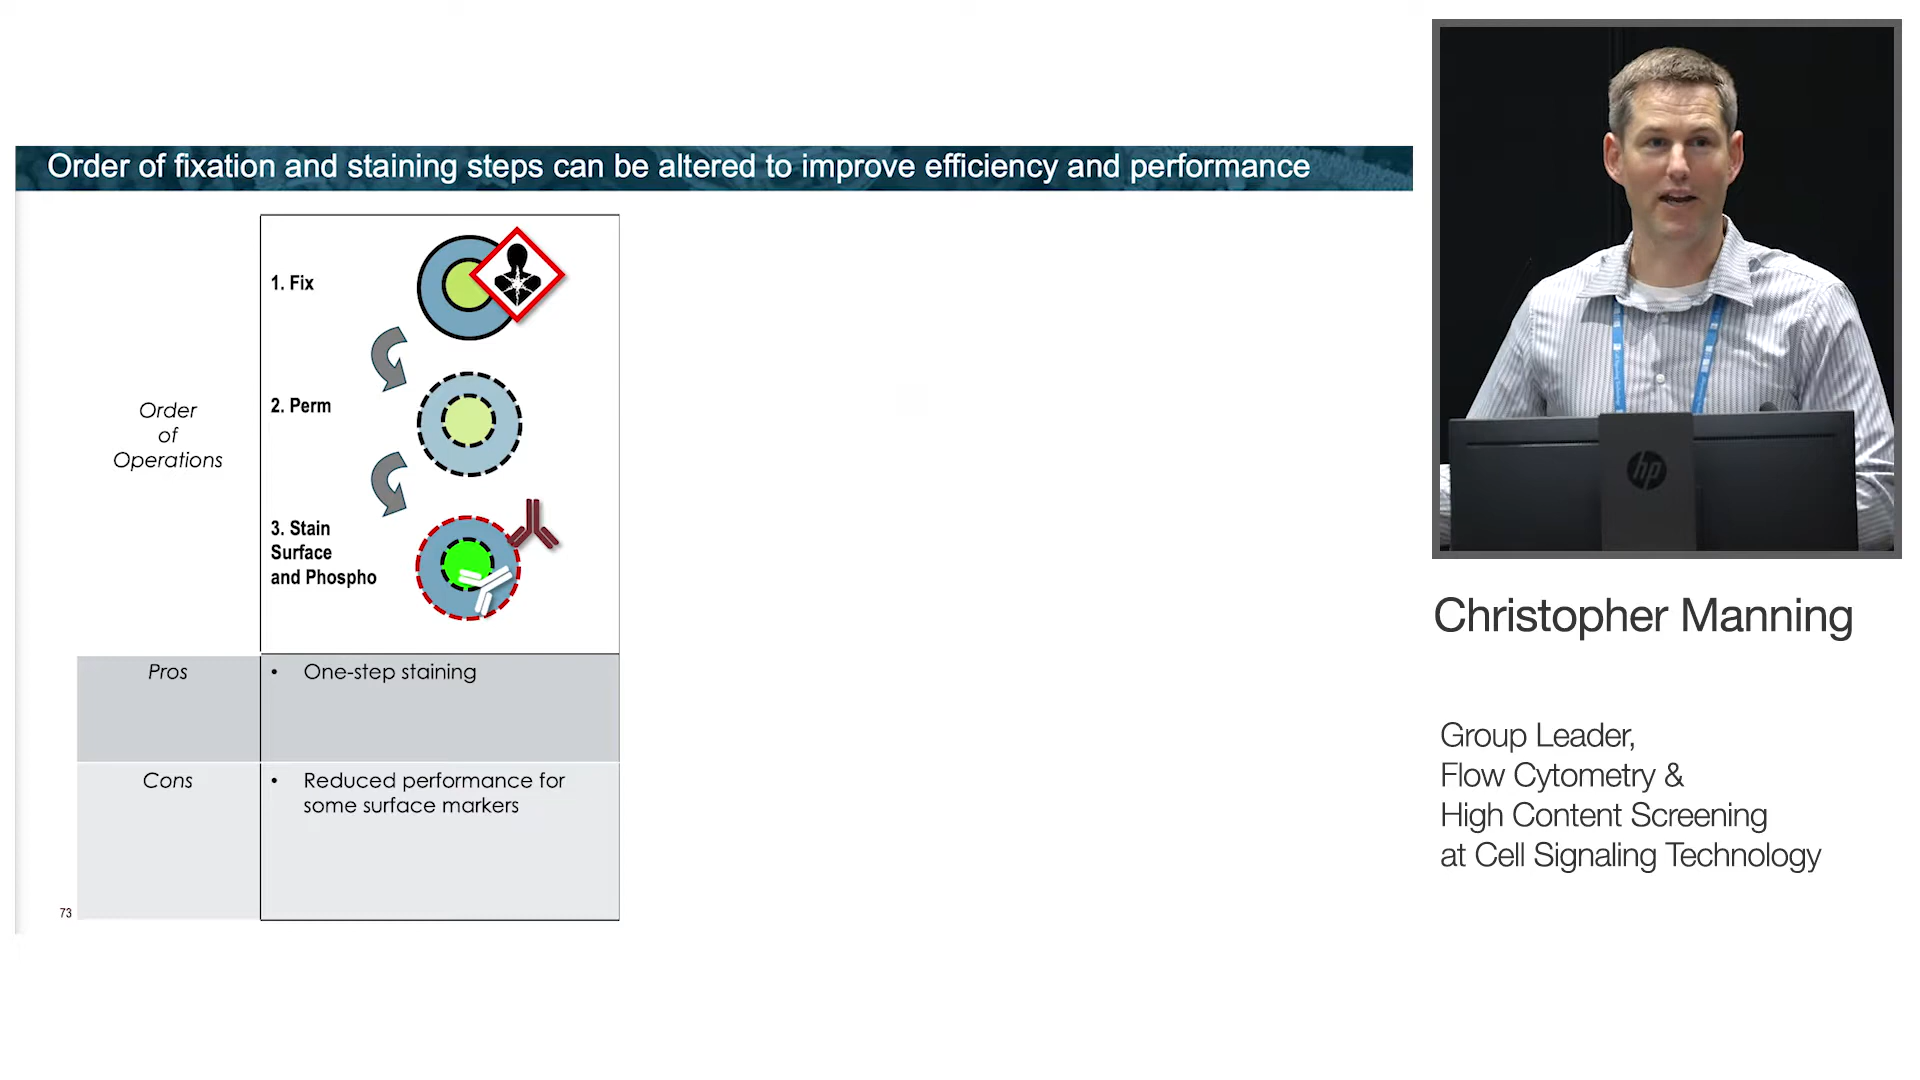 Order of fixation and staining steps can be altered to improve efficiency and performance
Order
of
Operations
1. Fix
2. Perm
3. Stain
Surface
and Phospho
Pros
• One-step staining
Cons
• Reduced performance for
some surface markers
73
hp
Christopher Manning
Group Leader,
Flow Cytometry &
High Content Screening
at Cell Signaling Technology